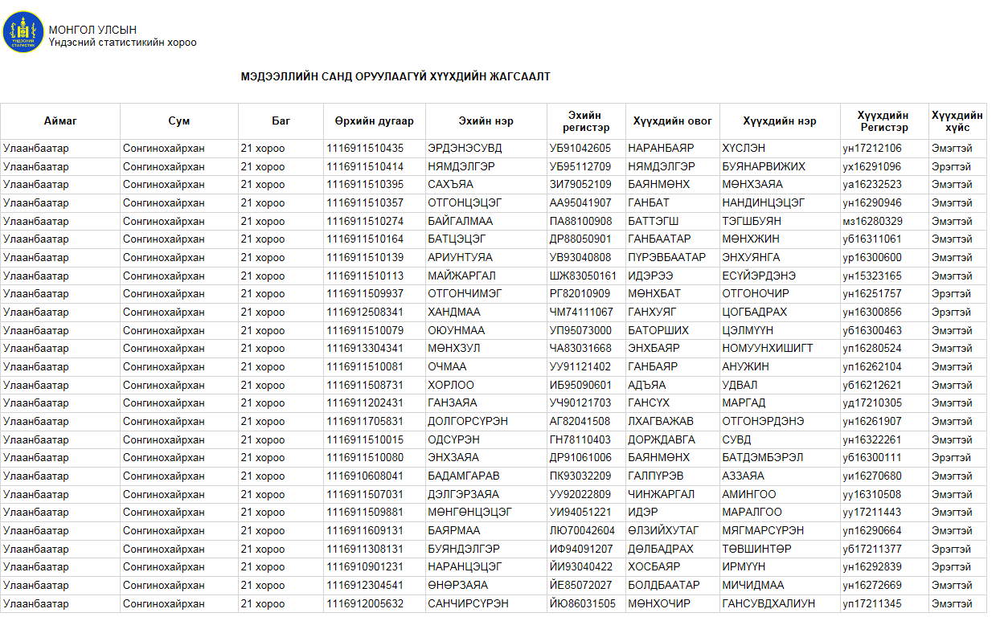 ҮНДЭСНИЙ
СТАТИСТИК
МОНГОЛ УЛСЫН
Үндэсний статистикийн хороо
МЭДЭЭЛЛИЙН САНД ОРУУЛААГҮЙ ХҮҮХДИЙН ЖАГСААЛТ
Аймаг Сум Баг Өрхийн дугаар Эхийн нэр Эхийн регистэр Хүүхдийн овог Хүүхдийн нэр Хүүхдийн Регистэр Хүүхдийн хүйс
Улаанбаатар Сонгинохайрхан 21 хороо 1116911510435 ЭРДЭНЭСУВД УБ91042605 НАРАНБАЯР ХҮСЛЭН ун17212106 Эмэгтэй
Улаанбаатар Сонгинохайрхан 21 хороо 1116911510414 НЯМДЭЛГЭР УБ95112709 НЯМДЭЛГЭР БУЯНАРВИЖИХ ух16291096 Эрэгтэй
Улаанбаатар Сонгинохайрхан 21 хороо 1116911510395 САХЪЯА ЗИ79052109 БАЯНМӨНХ МӨНХЗАЯА уа16232523 Эмэгтэй
Улаанбаатар Сонгинохайрхан 21 хороо 1116911510357 ОТГОНЦЭЦЭГ АА95041907 ГАНБАТ НАНДИНЦЭЦЭГ ун16290946 Эмэгтэй
Улаанбаатар Сонгинохайрхан 21 хороо 1116911510274 БАЙГАЛМАА ПА88100908 БАТТЭГШ ТЭГШБУЯН мз16280329 Эмэгтэй
Улаанбаатар Сонгинохайрхан 21 хороо 1116911510164 БАТЦЭЦЭГ ДР88050901 ГАНБААТАР МӨНХЖИН уб16311061 Эмэгтэй
Улаанбаатар Сонгинохайрхан 21 хороо 1116911510139 АРИУНТУЯА УВ93040808 ПҮРЭВБААТАР ЭНХУЯНГА ур16300600 Эмэгтэй
Улаанбаатар Сонгинохайрхан 21 хороо 1116911510113 МАЙЖАРГАЛ ШЖ83050161 ИДЭРЭЭ ЕСҮЙЭРДЭНЭ ун15323165 Эмэгтэй
Улаанбаатар Сонгинохайрхан 21 хороо 1116911509937 ОТГОНЧИМЭГ РГ82010909 МӨНХБАТ ОТГОНОЧИР ун16251757 Эрэгтэй
Улаанбаатар Сонгинохайрхан 21 хороо 1116912508341 ХАНДМАА ЧМ74111067 ГАНХУЯГ ЦОГБАДРАХ ун16300856 Эрэгтэй
Улаанбаатар Сонгинохайрхан 21 хороо 1116911510079 ОЮУНМАА УП95073000 БАТОРШИХ ЦЭЛМҮҮН уб16300463 Эмэгтэй
Улаанбаатар Сонгинохайрхан 21 хороо 1116913304341 МӨНХЗУЛ ЧА83031668 ЭНХБАЯР НОМУУНХИШИГТ уп16280524 Эмэгтэй
Улаанбаатар Сонгинохайрхан 21 хороо 1116911510081 ОЧМАА УУ91121402 ГАНБАЯР АНУЖИН уп16262104 Эмэгтэй
Улаанбаатар Сонгинохайрхан 21 хороо 1116911508731 ХОРЛОО ИБ95090601 АДЪЯА УДВАЛ уб16212621 Эмэгтэй
Улаанбаатар Сонгинохайрхан 21 хороо 1116911202431 ГАНЗАЯА УЧ90121703 ГАНСҮХ МАРГАД уд17210305 Эмэгтэй
Улаанбаатар Сонгинохайрхан 21 хороо 1116911705831 ДОЛГОРСҮРЭН АГ82041508 ЛХАГВАЖАВ ОТГОНЭРДЭНЭ ун16261907 Эмэгтэй
Улаанбаатар Сонгинохайрхан 21 хороо 1116911510015 ОДСҮРЭН ГН78110403 ДОРЖДАВГА СУВД ун16322261 Эмэгтэй
Улаанбаатар Сонгинохайрхан 21 хороо 1116911510080 ЭНХЗАЯА ДР91061006 БАЯНМӨНХ БАТДЭМБЭРЭЛ уб16300111 Эрэгтэй
Улаанбаатар Сонгинохайрхан 21 хороо 1116910608041 БАДАМГАРАВ ПК93032209 ГАЛПҮРЭВ АЗЗАЯА уи16270680 Эмэгтэй
Улаанбаатар Сонгинохайрхан 21 хороо 1116911507031 ДЭЛГЭРЗАЯА УУ92022809 ЧИНЖАРГАЛ АМИНГОО уу16310508 Эмэгтэй
Улаанбаатар Сонгинохайрхан 21 хороо 1116911509881 МӨНГӨНЦЭЦЭГ УИ94051221 ИДЭР МАРАЛГОО уу17211443 Эмэгтэй
Улаанбаатар Сонгинохайрхан 21 хороо 1116911609131 БАЯРМАА ЛЮ70042604 ӨЛЗИЙХУТАГ МЯГМАРСҮРЭН уп16290664 Эмэгтэй
Улаанбаатар Сонгинохайрхан 21 хороо 1116911308131 БУЯНДЭЛГЭР ИФ94091207 ДӨЛБАДРАХ ТӨВШИНТӨР уб17211377 Эрэгтэй
Улаанбаатар Сонгинохайрхан 21 хороо 1116910901231 НАРАНЦЭЦЭГ ЙИ93040422 ХОСБАЯР ИРМҮҮН ун16292839 Эрэгтэй
Улаанбаатар Сонгинохайрхан 21 хороо 1116912304541 ӨНӨРЗАЯА ЙЕ85072027 БОЛДБААТАР МИЧИДМАА ун16272669 Эмэгтэй
Улаанбаатар Сонгинохайрхан 21 хороо 1116912005632 САНЧИРСҮРЭН ЙЮ86031505 МӨНХОЧИР ГАНСУВДХАЛИУН уп17211345 Эмэгтэй